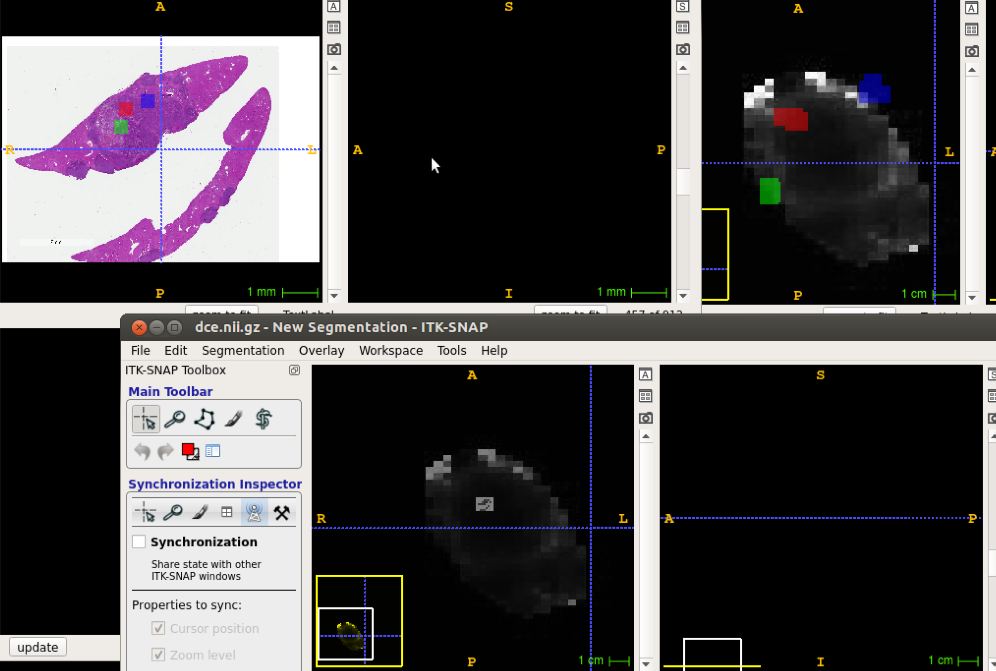 A
A
S
S
A
A
R
L
A
P
L
P
1 mm
I
1 mm
P
1 cm
dce.nii.gz - New Segmentation - ITK-SNAP
File Edit Segmentation Overlay Workspace Tools Help
ITK-SNAP Toolbox
Main Toolbar
A
A
S
Synchronization Inspector
R
L
A
P
Synchronization
Share state with other
ITK-SNAP windows
Properties to sync:
Cursor position
Zoom level
update
P
1 cm
I
1 cm